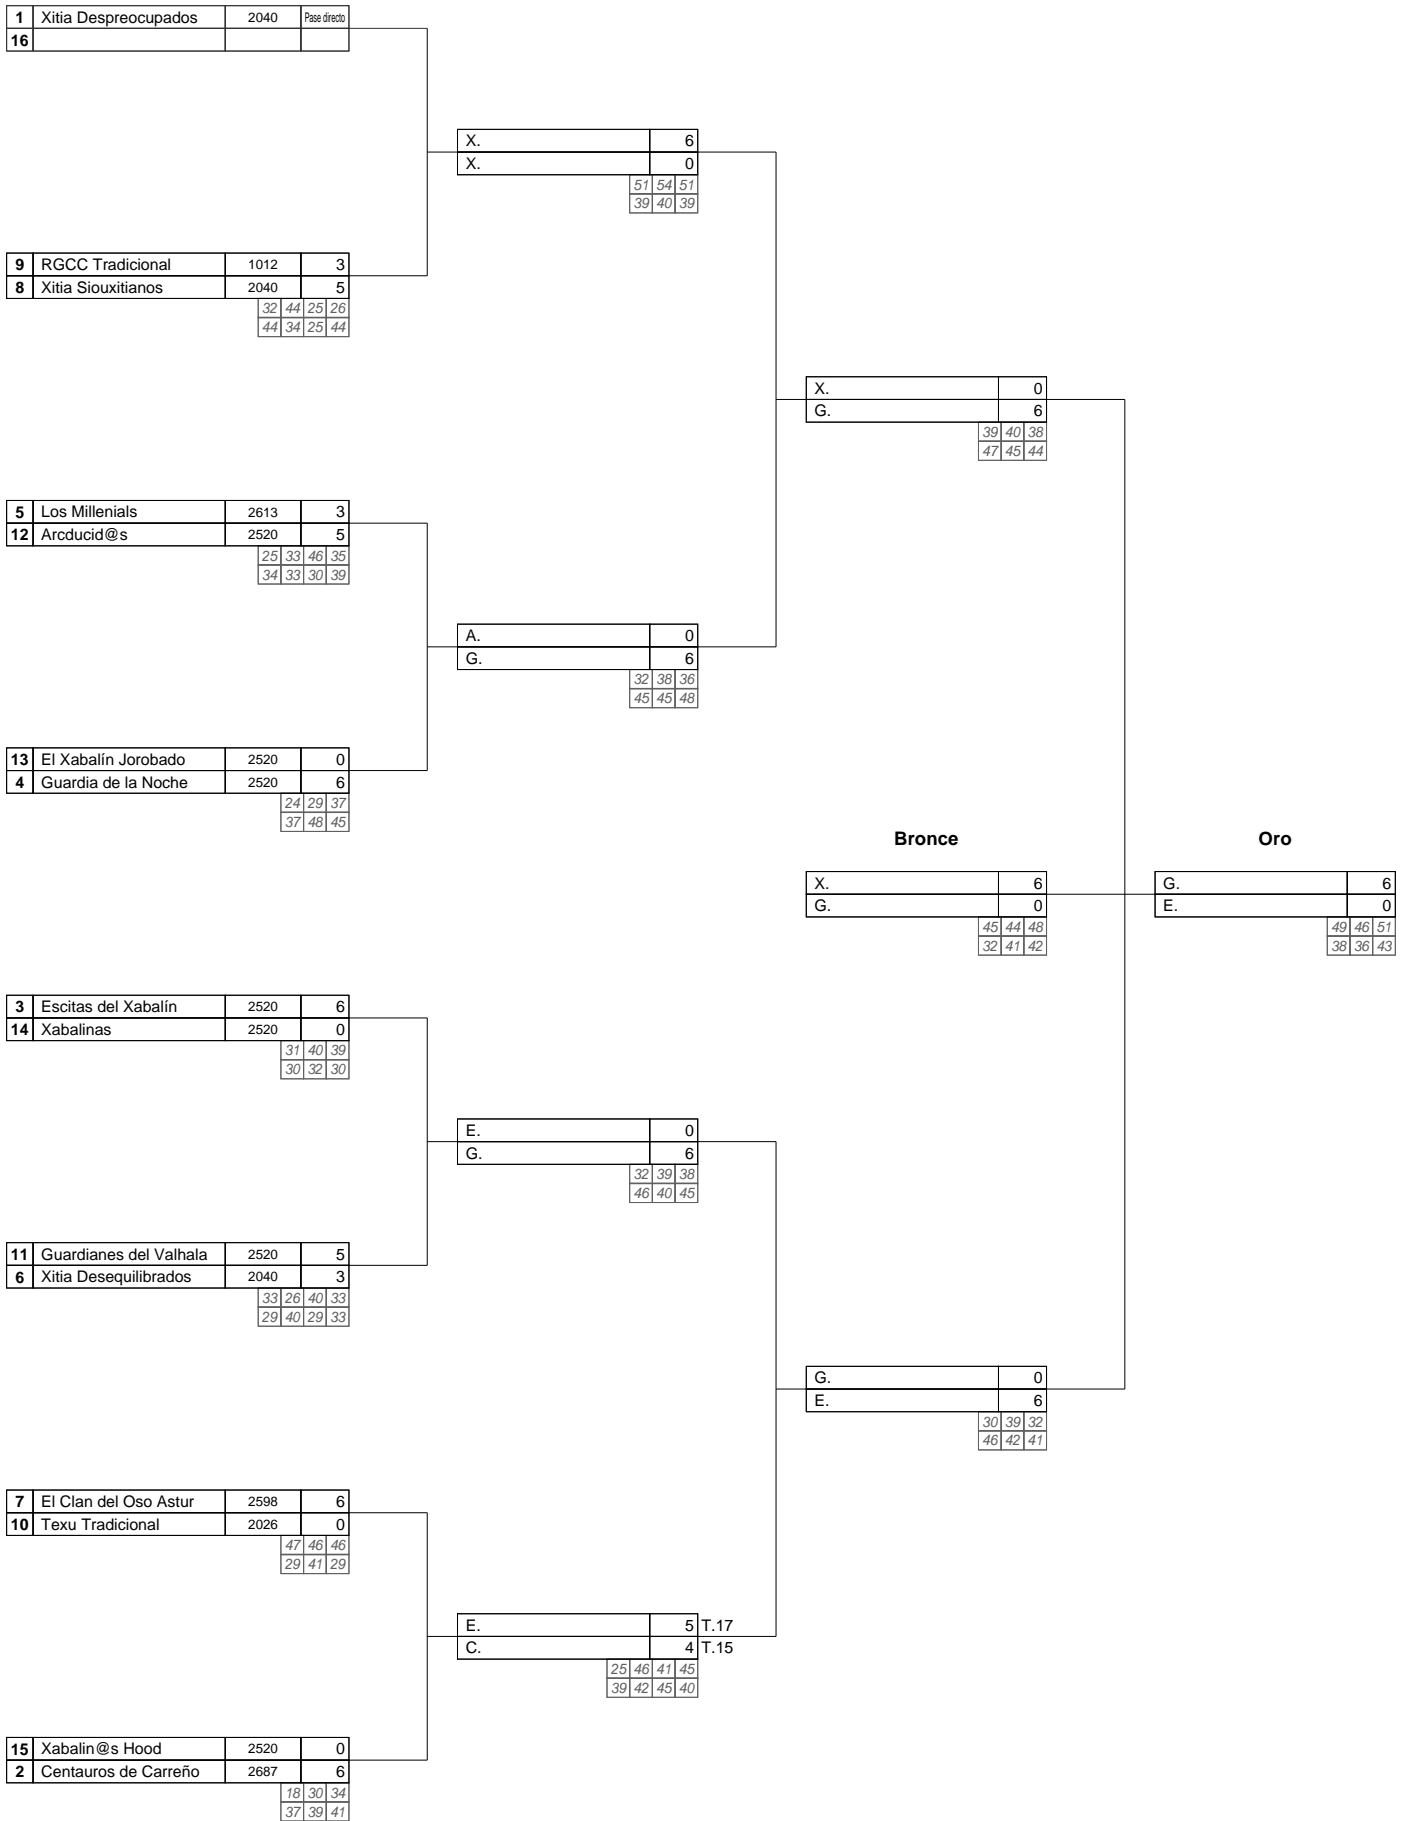 1 Xitia Despreocupados 2040 Pase directo
16
X. 6
X. 0
51 54 51
39 40 39
9 RGCC Tradicional 1012 3
8 Xitia Siouxitianos 2040 5
32 44 25 26
44 34 25 44
X. 0
G. 6
39 40 38
47 45 44
5 Los Millenials 2613 3
12 Arcducid@s 2520 5
25 33 46 35
34 33 30 39
A. 0
G. 6
32 38 36
45 45 48
13 El Xabalín Jorobado 2520 0
4 Guardia de la Noche 2520 6
24 29 37
37 48 45
Bronce Oro
X. 6 G. 6
G. 0 E. 0
45 44 48 49 46 51
32 41 42 38 36 43
3 Escitas del Xabalín 2520 6
14 Xabalinas 2520 0
31 40 39
30 32 30
E. 0
G. 6
32 39 38
46 40 45
11 Guardianes del Valhala 2520 5
6 Xitia Desequilibrados 2040 3
33 26 40 33
29 40 29 33
G. 0
E. 6
30 39 32
46 42 41
7 El Clan del Oso Astur 2598 6
10 Texu Tradicional 2026 0
47 46 46
29 41 29
E. 5 T.17
C. 4 T.15
25 46 41 45
39 42 45 40
15 Xabalin@s Hood 2520 0
2 Centauros de Carreño 2687 6
18 30 34
37 39 41